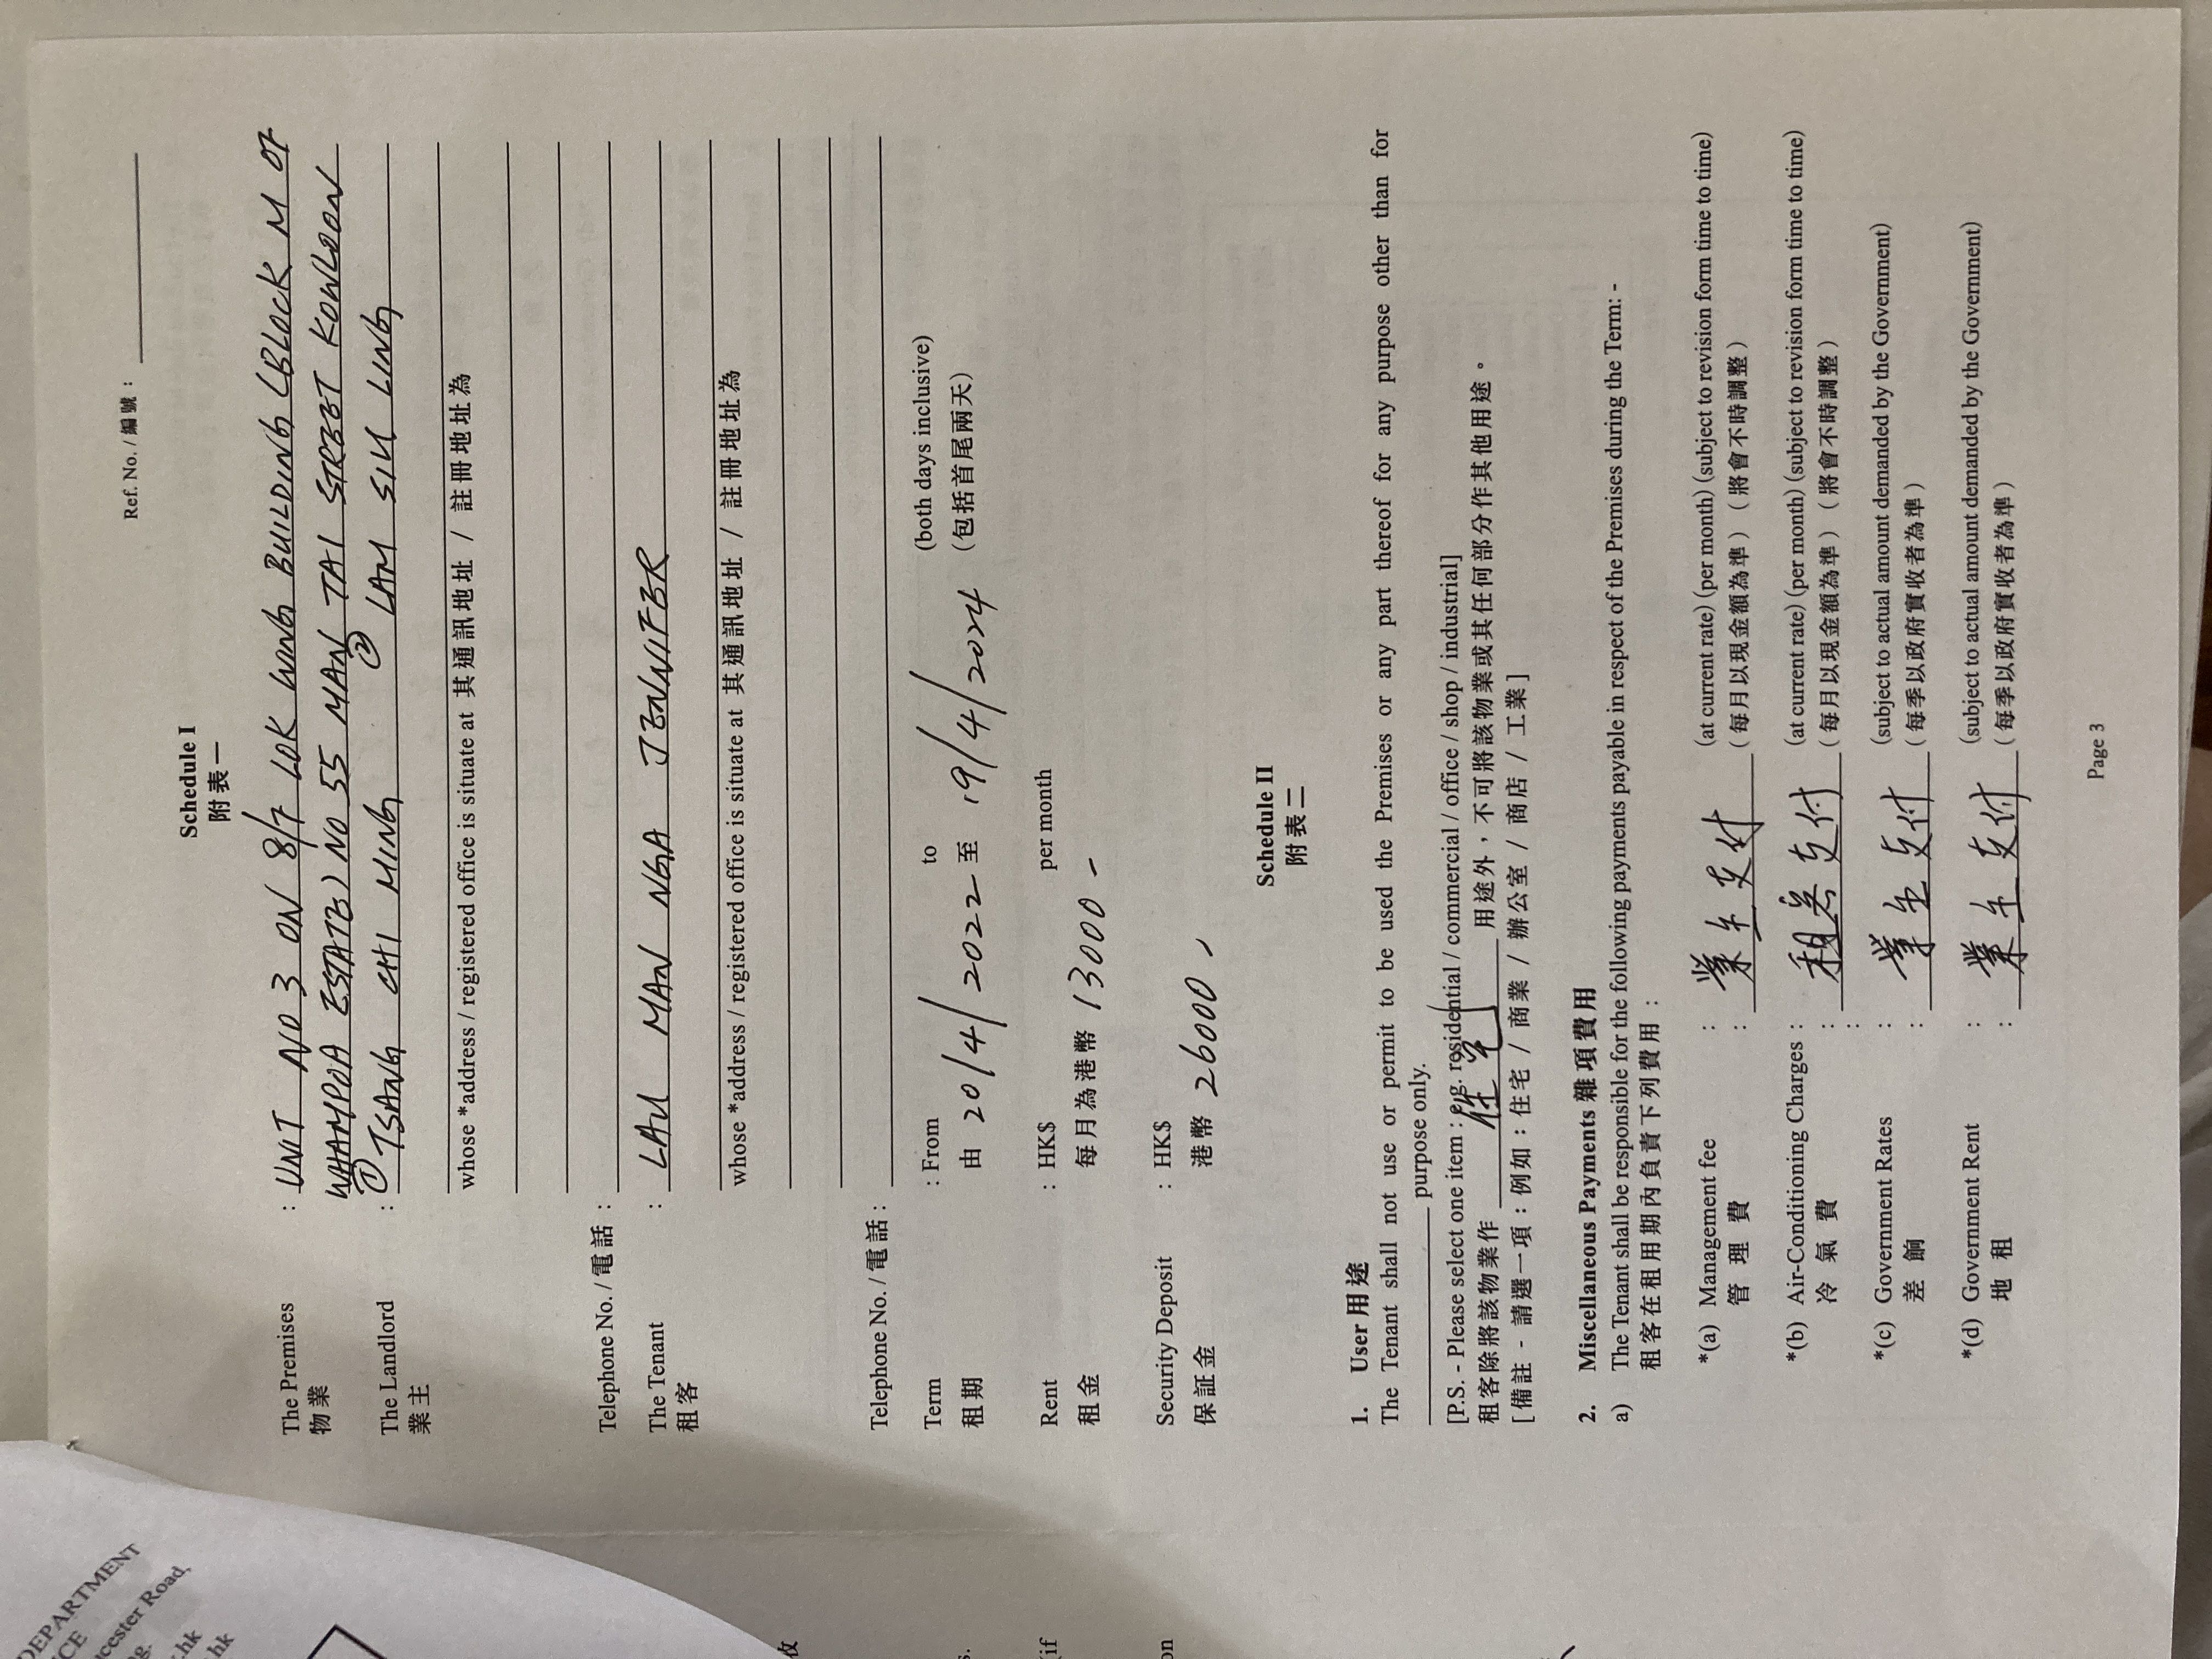 Ref. No. / 編號 :
Schedule I
附表一
The Premises : UNIT NO 3 ON 8/F LOK WING BUILDING (BLOCK M OF
物業 WHAMPOA ESTATE) NO 55 MAN TAI STREET KOWLOON
The Landlord : ① TSANG CHI MING ② LAM SIU LING
業主
whose *address / registered office is situate at 其通訊地址 / 註冊地址為
Telephone No. / 電話 :
The Tenant : LAU MAN NGA JENNIFER
租客
whose *address / registered office is situate at 其通訊地址 / 註冊地址為
Telephone No. / 電話 :
Term : From to (both days inclusive)
租期 由 20/4/2022 至 19/4/2024 (包括首尾兩天)
Rent : HK$ per month
租金 每月為港幣 13000 -
Security Deposit : HK$
保証金 港幣 26000 -
Schedule II
附表二
1. User 用途
The Tenant shall not use or permit to be used the Premises or any part thereof for any purpose other than for
purpose only.
[P.S. - Please select one item : e.g. residential / commercial / office / shop / industrial]
租客除將該物業作 住宅 用途外，不可將該物業或其任何部分作其他用途。
[備註 - 請選一項：例如：住宅 / 商業 / 辦公室 / 商店 / 工業]
2. Miscellaneous Payments 雜項費用
a) The Tenant shall be responsible for the following payments payable in respect of the Premises during the Term: -
租客在租用期內負責下列費用：
*(a) Management fee : 業主支付 (at current rate) (per month) (subject to revision form time to time)
管理費 : (每月以現金額為準)(將會不時調整)
*(b) Air-Conditioning Charges : 租客支付 (at current rate) (per month) (subject to revision form time to time)
冷氣費 : (每月以現金額為準)(將會不時調整)
:
*(c) Government Rates : 業主支付 (subject to actual amount demanded by the Government)
差餉 : (每季以政府實收者為準)
*(d) Government Rent : 業主支付 (subject to actual amount demanded by the Government)
地租 : (每季以政府實收者為準)
Page 3
DEPARTMENT
Road,
.hk
.hk
(if
on